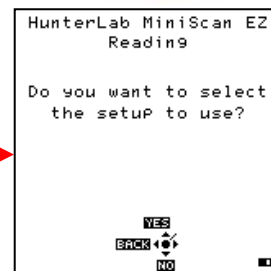 HunterLab MiniScan EZ
Reading
Do you want to select
the setup to use?
YES
BACK
NO